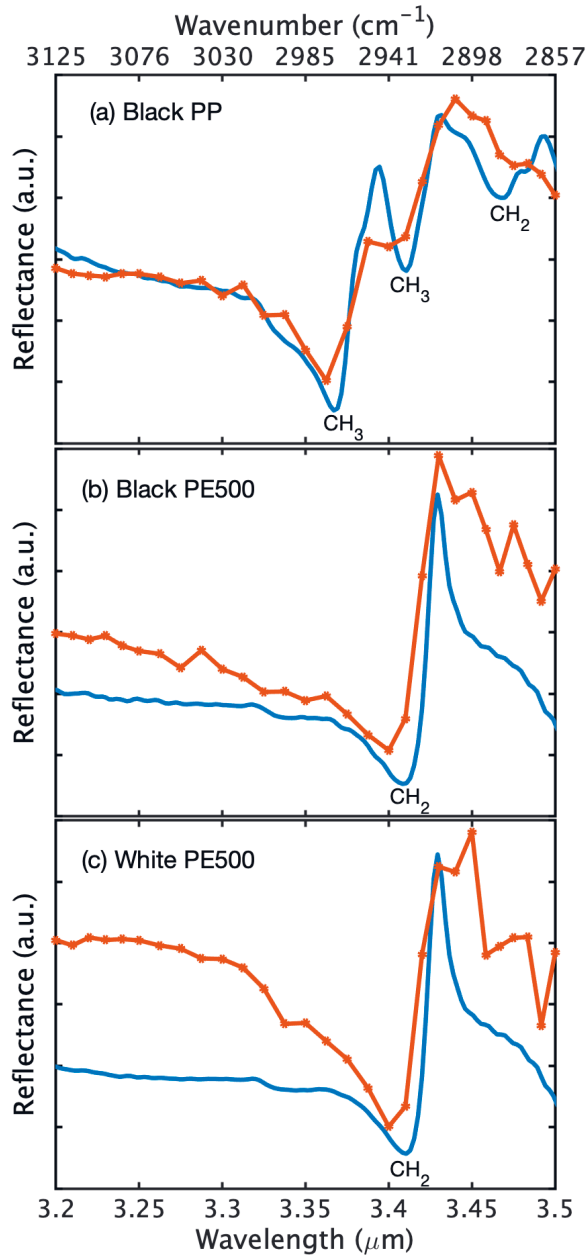 Wavenumber (cm⁻¹)
3125 3076 3030 2985 2941 2898 2857
(a) Black PP
Reflectance (a.u.)
CH₂
CH₃
CH₃
(b) Black PE500
Reflectance (a.u.)
CH₂
(c) White PE500
Reflectance (a.u.)
CH₂
3.2 3.25 3.3 3.35 3.4 3.45 3.5
Wavelength (μm)